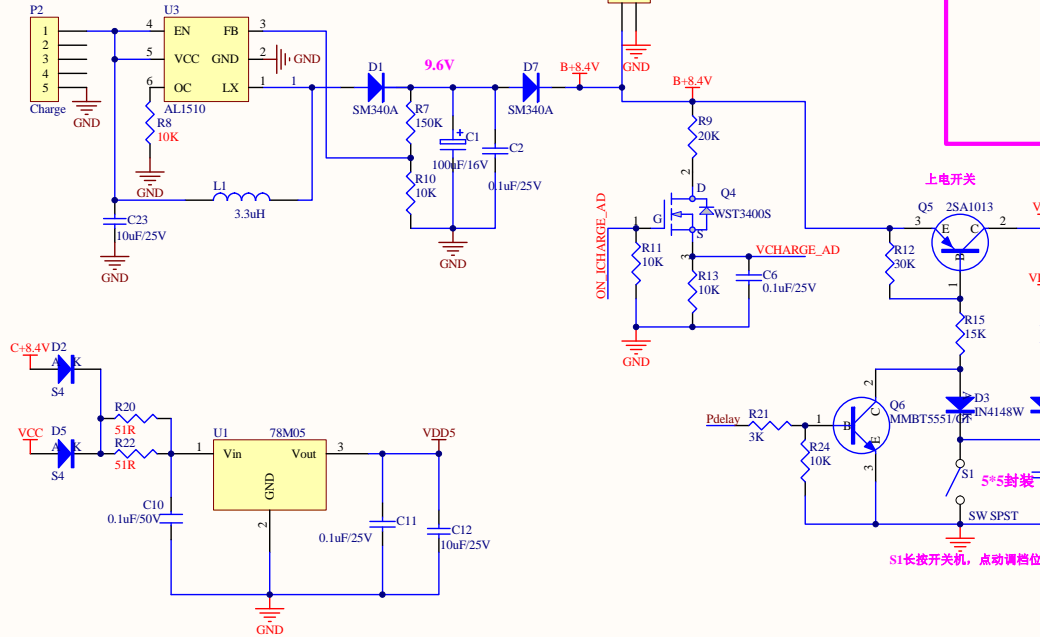 P2
1
2
3
4
5
Charge
GND
U3
4
EN
FB
3
5
VCC
GND
2
GND
6
OC
LX
1
1
AL1510
R8
10K
GND
L1
3.3uH
C23
10uF/25V
GND
D1
SM340A
9.6V
R7
150K
R10
10K
C1
100uF/16V
C2
0.1uF/25V
GND
D7
SM340A
B+8.4V
GND
B+8.4V
R9
20K
2
D
Q4
G
WST3400S
S
1
3
ON_ICHARGE_AD
R11
10K
R13
10K
VCHARGE_AD
C6
0.1uF/25V
GND
上电开关
Q5
2SA1013
3
E
C
2
B
1
R12
30K
R15
15K
Pdelay
R21
3K
1
B
2
C
E
3
Q6
MMBT5551/G1
R24
10K
D3
IN4148W
S1
5*5封装
SW SPST
S1长按开关机，点动调档位
C+8.4V
D2
A
K
S4
VCC
D5
A
K
S4
R20
51R
R22
51R
C10
0.1uF/50V
U1
78M05
1
Vin
Vout
3
GND
2
VDD5
C11
0.1uF/25V
C12
10uF/25V
GND